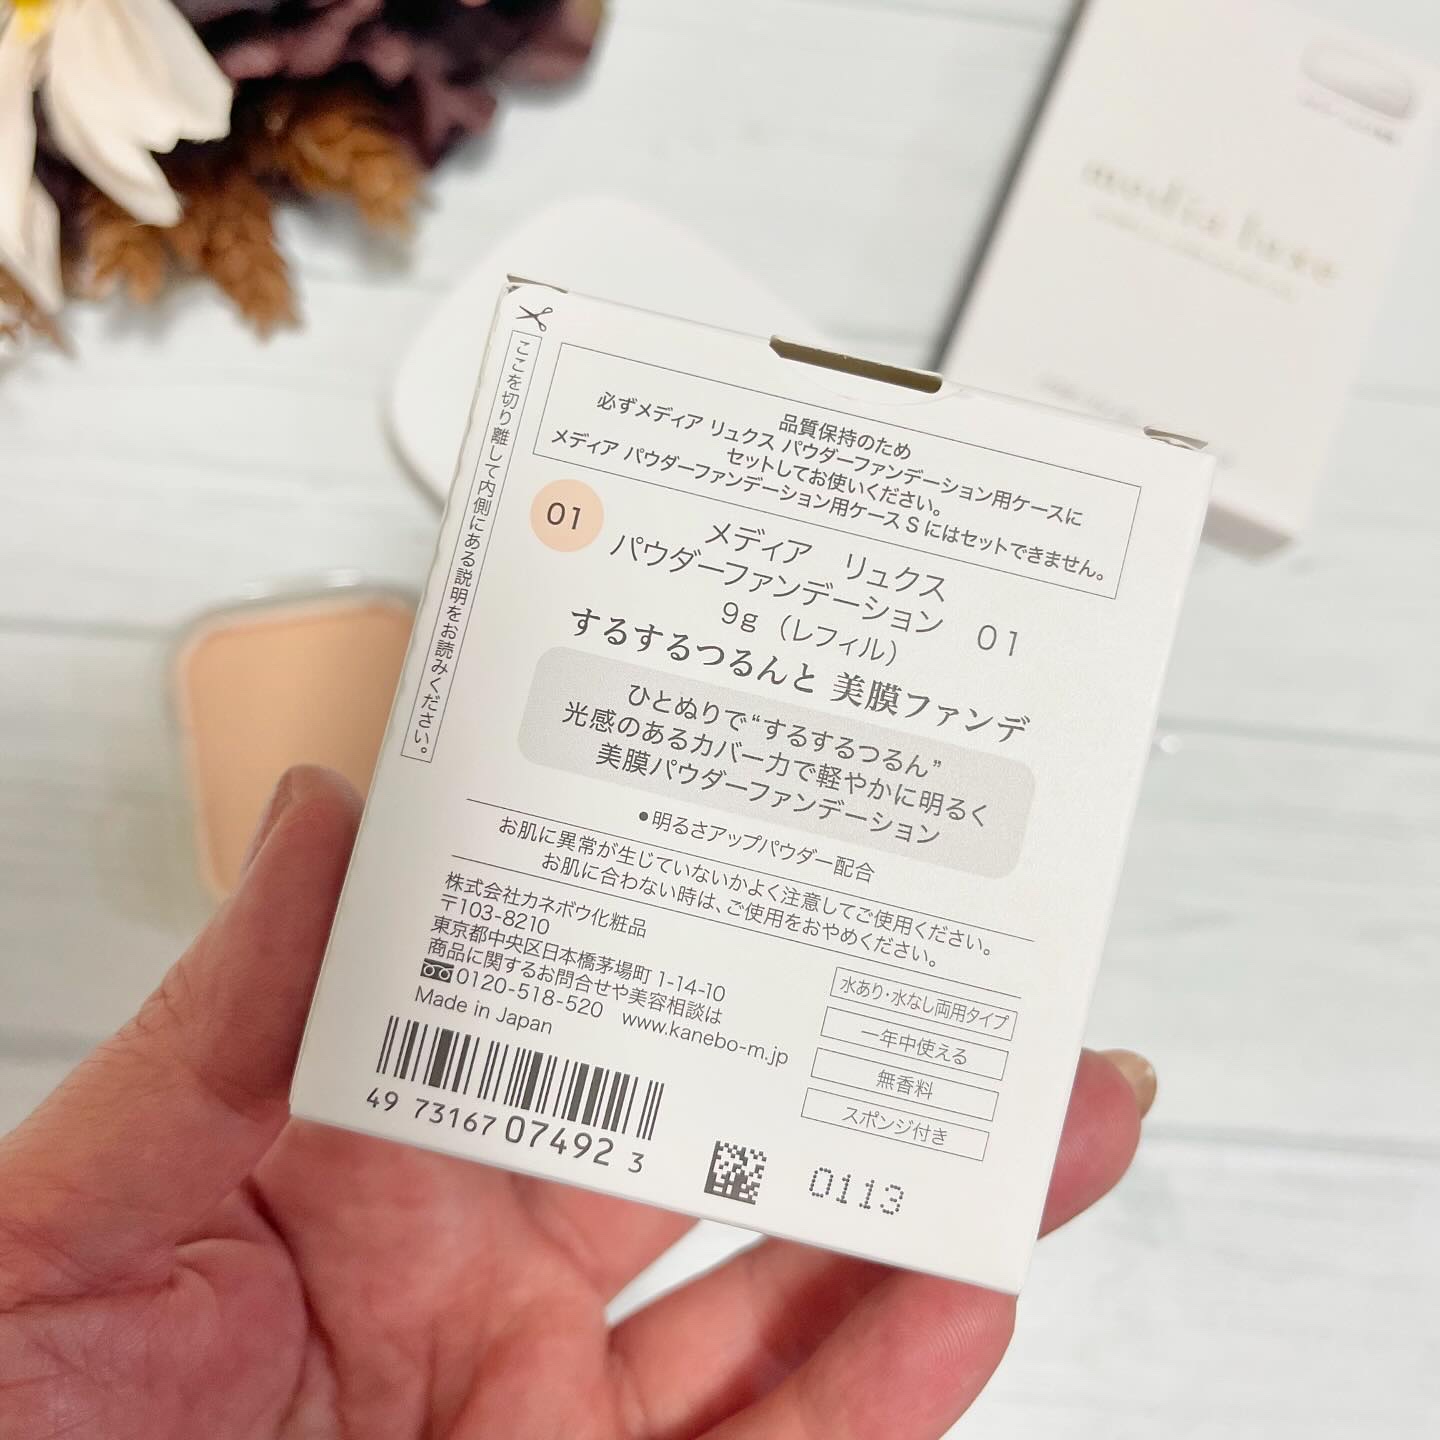 media luxe
ここを切り離して内側にある説明をお読みください。
品質保持のため
必ずメディア リュクス パウダーファンデーション用ケースに
セットしてお使いください。
メディア パウダーファンデーション用ケース S にはセットできません。
01
メディア リュクス
パウダーファンデーション 01
9g (レフィル)
するするつるんと 美膜ファンデ
ひとぬりで“するするつるん”
光感のあるカバー力で軽やかに明るく
美膜パウダーファンデーション
●明るさアップパウダー配合
お肌に異常が生じていないかよく注意してご使用ください。
お肌に合わない時は、ご使用をおやめください。
株式会社カネボウ化粧品
〒103-8210
東京都中央区日本橋茅場町 1-14-10
商品に関するお問合せや美容相談は
0120-518-520 www.kanebo-m.jp
Made in Japan
水あり・水なし両用タイプ
一年中使える
無香料
スポンジ付き
49 73167 07492 3
0113